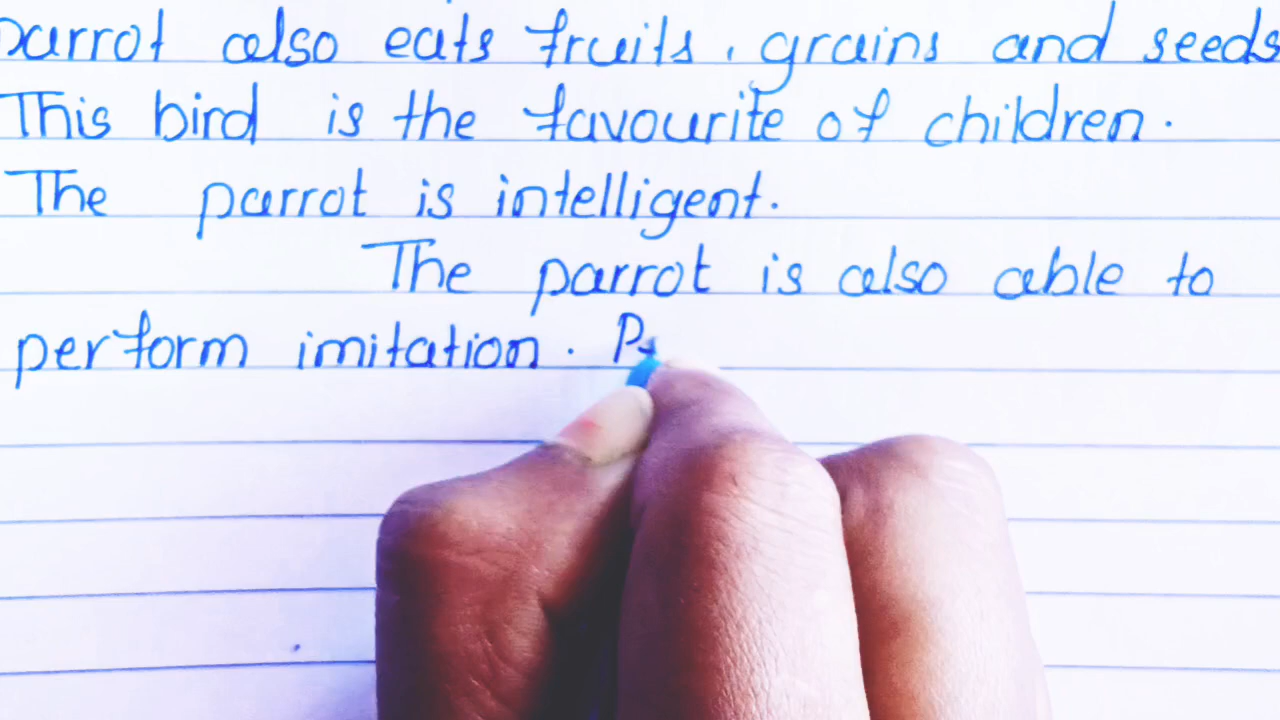 parrot also eats fruits, grains and seeds
This bird is the favourite of children.
The parrot is intelligent.
The parrot is also able to
perform imitation. P